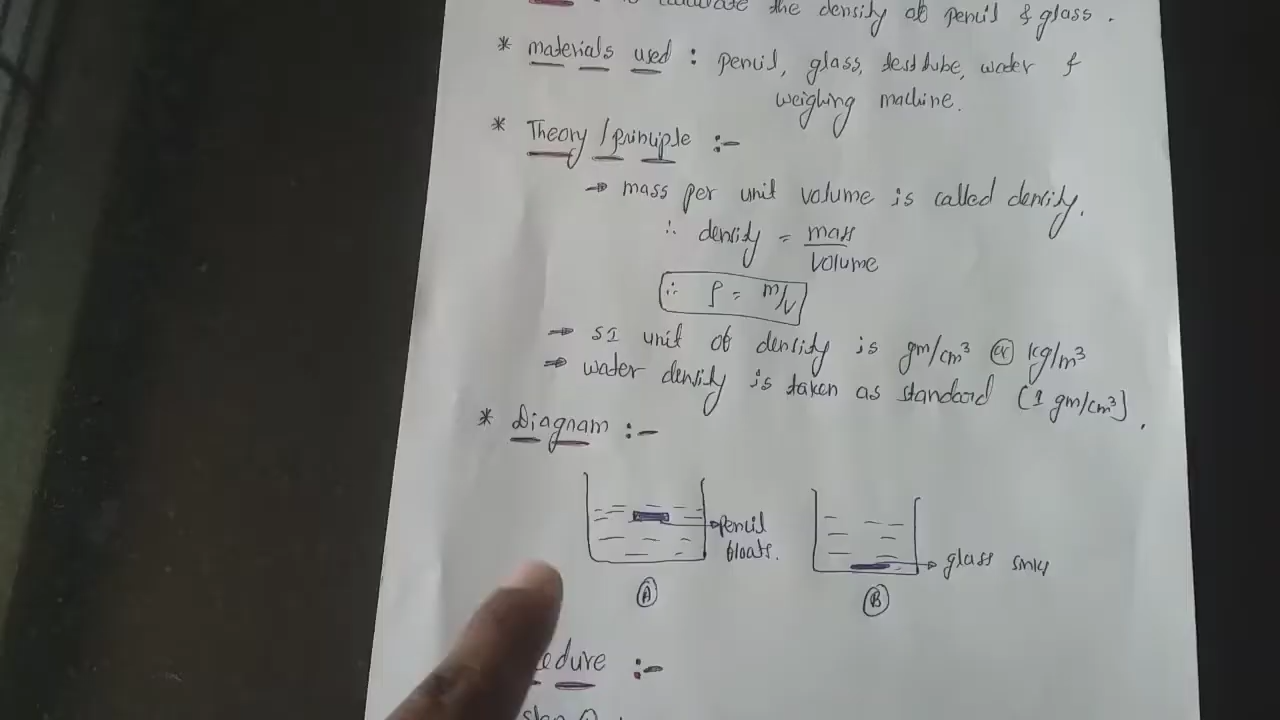 the density of pencil & glass.
* materials used : pencil, glass, test tube, water &
weighing machine.
* Theory / principle :-
→ mass per unit volume is called density.
∴ density = mass
volume
∴ ρ = m/v
→ SI unit of density is gm/cm³ or kg/m³
→ water density is taken as standard (1 gm/cm³).
* Diagram :-
pencil
floats.
glass sink
A
B
edure :-